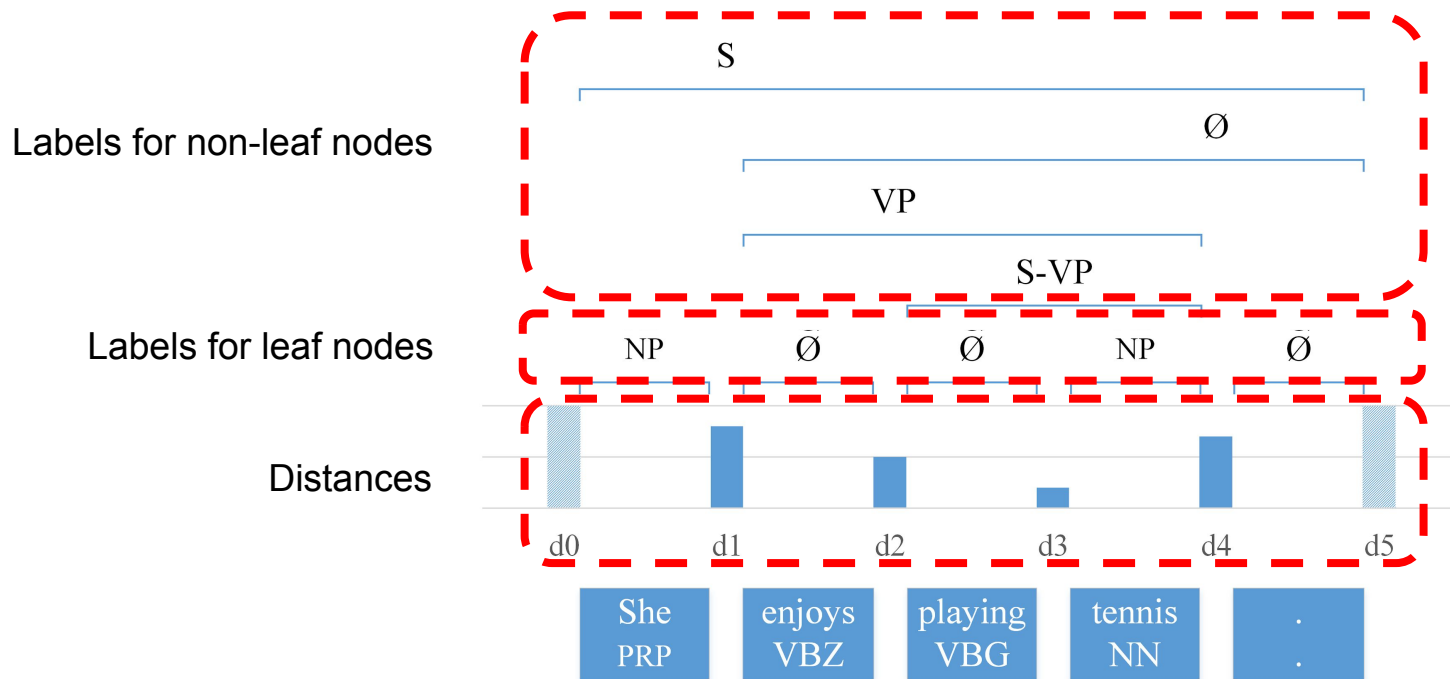 S
Labels for non-leaf nodes
Ø
VP
S-VP
Labels for leaf nodes
NP Ø Ø NP Ø
Distances
d0 d1 d2 d3 d4 d5
She enjoys playing tennis .
PRP VBZ VBG NN .